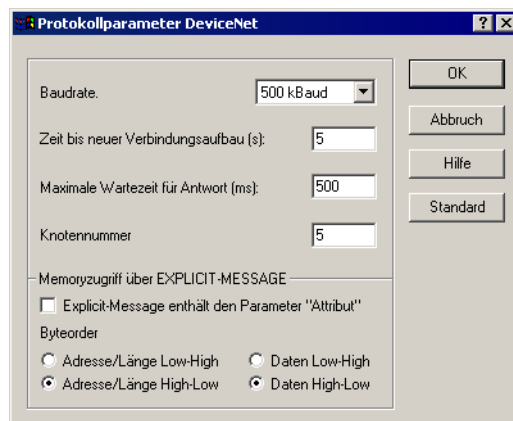 Protokollparameter DeviceNet
Baudrate.
500 kBaud
Zeit bis neuer Verbindungsaufbau (s):
5
Maximale Wartezeit für Antwort (ms):
500
Knotennummer
5
Memoryzugriff über EXPLICIT-MESSAGE
Explicit-Message enthält den Parameter "Attribut"
Byteorder
Adresse/Länge Low-High
Daten Low-High
Adresse/Länge High-Low
Daten High-Low
OK
Abbruch
Hilfe
Standard